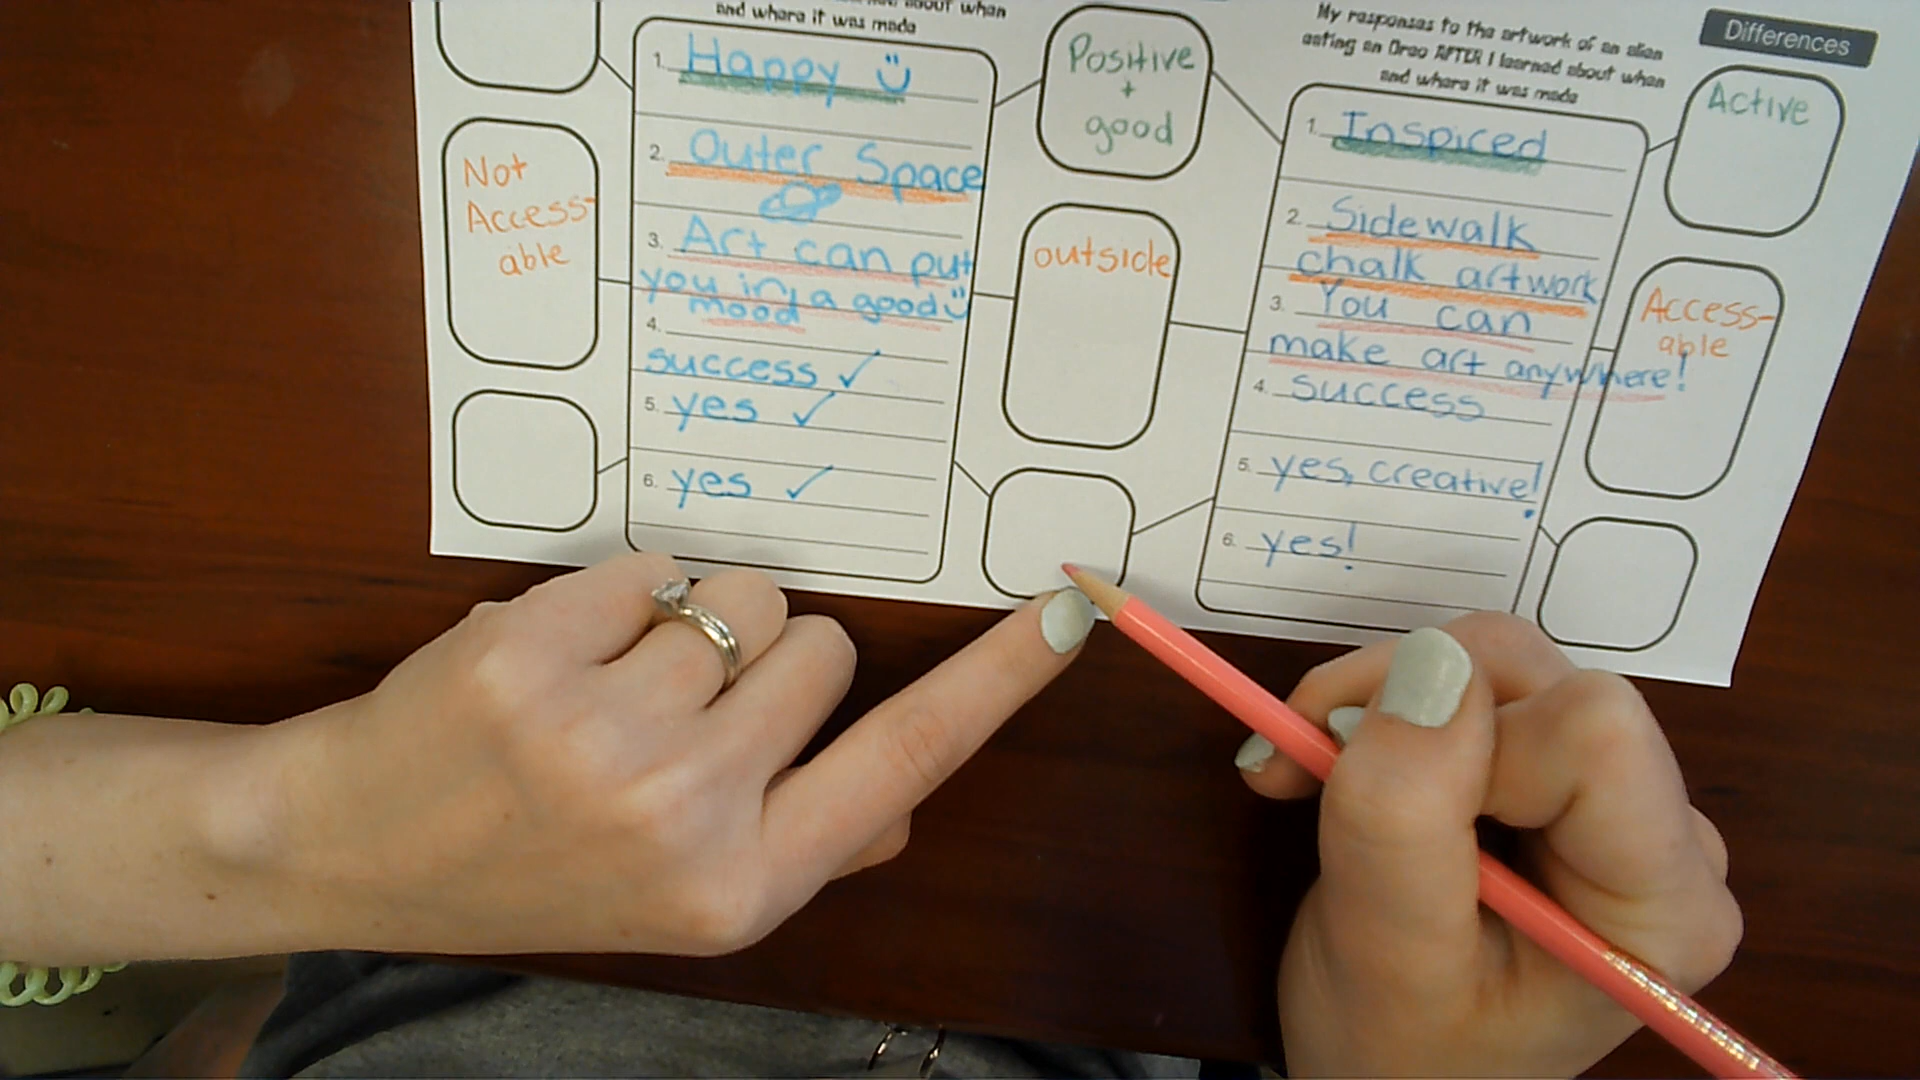 about when
and where it was made
1. Happy
2. Outer Space
3. Art can put
you in a good
mood
4.
success ✓
5. yes ✓
6. yes ✓
Not
Access-
able
Positive
+
good
outside
My responses to the artwork of an alien
eating an Oreo AFTER I learned about when
and where it was made
1. Inspired
2. Sidewalk
chalk artwork
3. You can
make art anywhere!
4. success
5. yes, creative!
6. yes!
Differences
Active
Access-
able